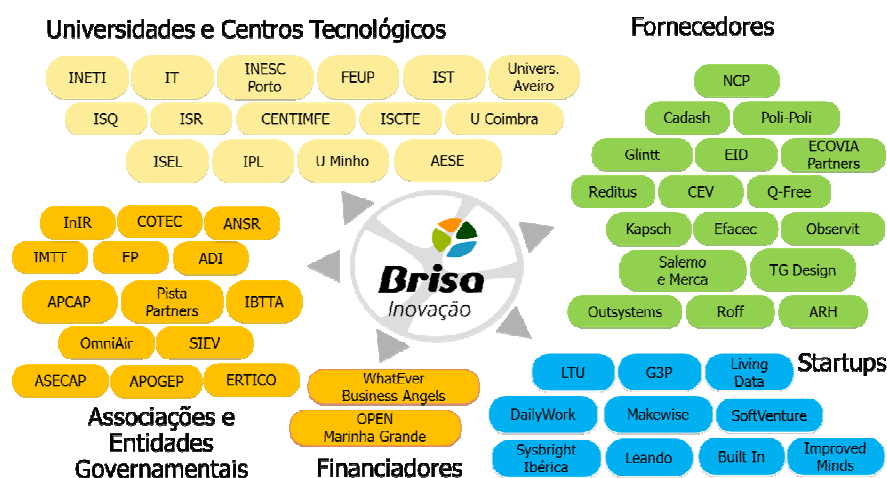 Universidades e Centros Tecnológicos
INETI
IT
INESC
Porto
FEUP
IST
Univers.
Aveiro
ISQ
ISR
CENTIMFE
ISCTE
U Coimbra
ISEL
IPL
U Minho
AESE
Fornecedores
NCP
Cadash
Poli-Poli
Glintt
EID
ECOVIA
Partners
Reditus
CEV
Q-Free
Kapsch
Efacec
Observit
Salemo
e Merca
TG Design
Outsystems
Roff
ARH
InIR
COTEC
ANSR
IMTT
EP
ADI
APCAP
Pista
Partners
IBTTA
OmniAir
SIEV
ASECAP
APOGEP
ERTICO
Associações e
Entidades
Governamentais
Brisa
Inovação
WhatEver
Business Angels
OPEN
Marinha Grande
Financiadores
Startups
LTU
G3P
Living
Data
DailyWork
Makewise
SoftVenture
Sysbright
Ibérica
Leando
Built In
Improved
Minds